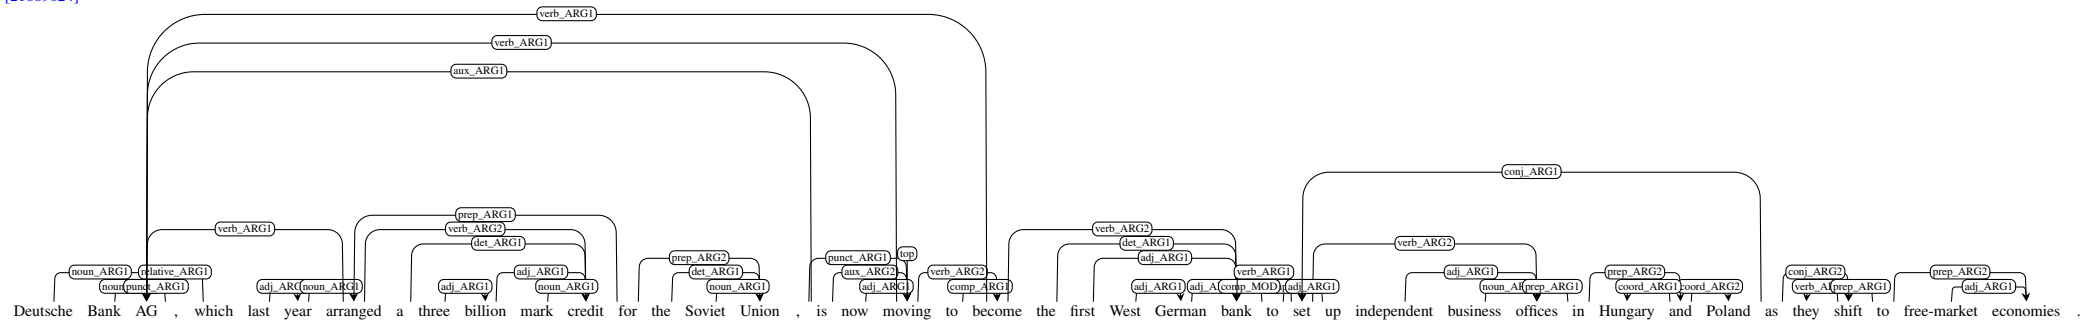 verb_ARG1
verb_ARG1
aux_ARG1
conj_ARG1
prep_ARG1
verb_ARG1 verb_ARG2 verb_ARG2
det_ARG1 det_ARG1 verb_ARG2
prep_ARG2 punct_ARG1 top adj_ARG1
noun_ARG1 relative_ARG1 adj_ARG1 det_ARG1 aux_ARG2 verb_ARG2 verb_ARG1 adj_ARG1 prep_ARG2 conj_ARG2 prep_ARG2
punct_ARG1 noun_ARG1 adj_ARG1 noun_ARG1 noun_ARG1 adj_ARG1 comp_ARG1 adj_ARG1 comp_MOD adj_ARG1 prep_ARG1 coord_ARG1 coord_ARG2 prep_ARG1 adj_ARG1
Deutsche Bank AG , which last year arranged a three billion mark credit for the Soviet Union , is now moving to become the first West German bank to set up independent business offices in Hungary and Poland as they shift to free-market economies .